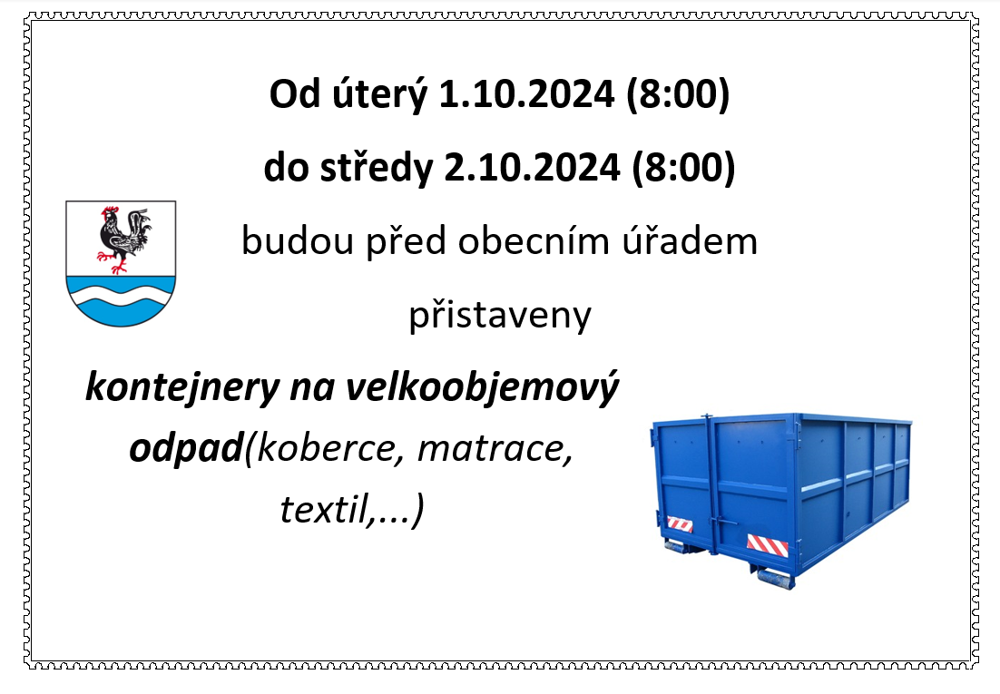 Od úterý 1.10.2024 (8:00)
do středy 2.10.2024 (8:00)
budou před obecním úřadem
přistaveny
kontejnery na velkoobjemový
odpad(koberce, matrace,
textil,...)